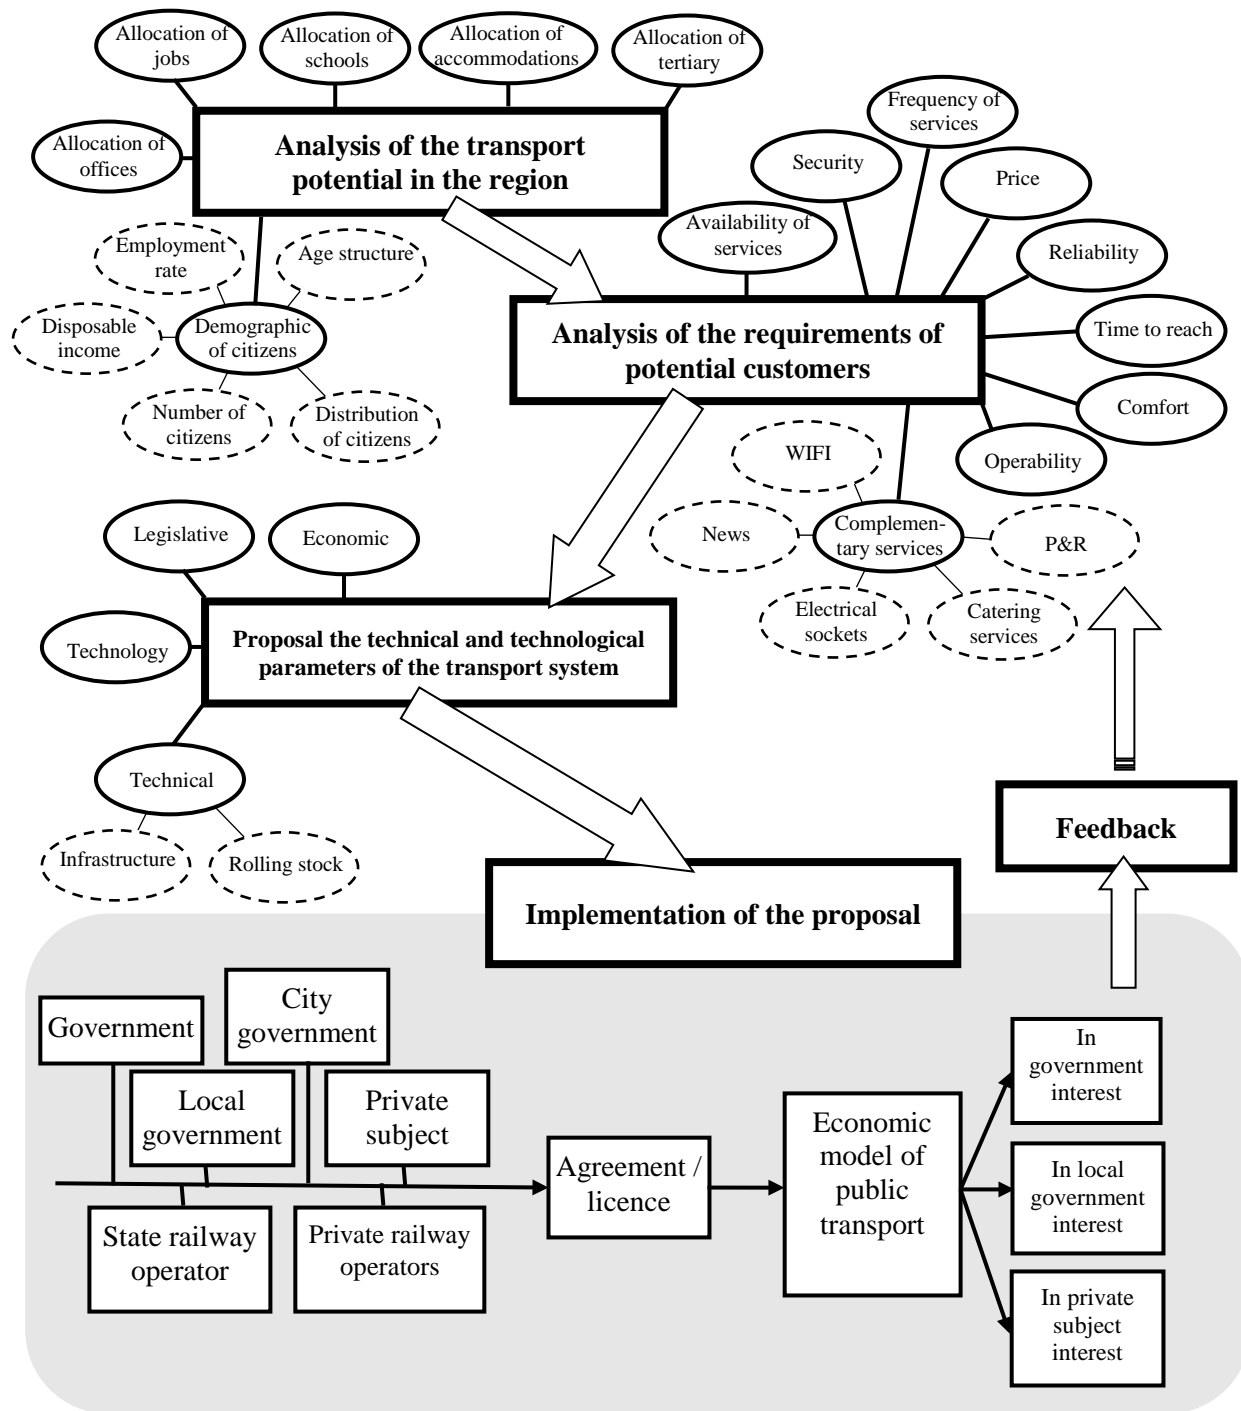 Allocation of
jobs
Allocation of
schools
Allocation of
accommodations
Allocation of
tertiary
Allocation of
offices
Analysis of the transport
potential in the region
Frequency of
services
Security
Price
Availability of
services
Reliability
Employment
rate
Age structure
Disposable
income
Demographic
of citizens
Number of
citizens
Distribution
of citizens
Analysis of the requirements of
potential customers
Time to reach
Comfort
Operability
WIFI
News
Complemen-
tary services
P&R
Electrical
sockets
Catering
services
Legislative
Economic
Technology
Proposal the technical and technological
parameters of the transport system
Technical
Infrastructure
Rolling stock
Feedback
Implementation of the proposal
Government
City
government
Local
government
Private
subject
State railway
operator
Private railway
operators
Agreement /
licence
Economic
model of
public
transport
In
government
interest
In local
government
interest
In private
subject
interest